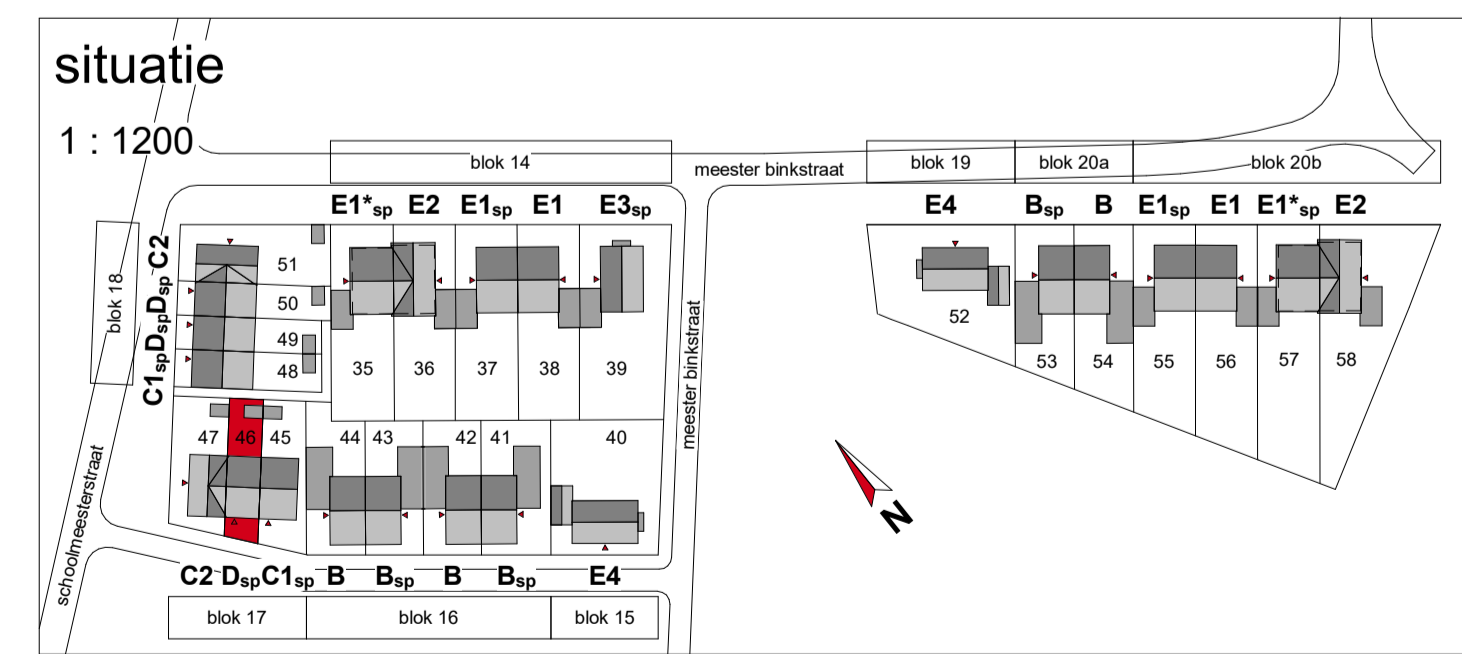 situatie
1 : 1200
blok 14
meester binkstraat
blok 19
blok 20a
blok 20b
E1*sp E2 E1sp E1 E3sp
E4 Bsp B E1sp E1 E1*sp E2
blok 18
C1spDspDspC2
51
50
49
48
35 36 37 38 39
52
53 54 55 56 57 58
meester binkstraat
47 46 45 44 43 42 41 40
schoolmeesterstraat
N
C2 DspC1sp B Bsp B Bsp E4
blok 17 blok 16 blok 15